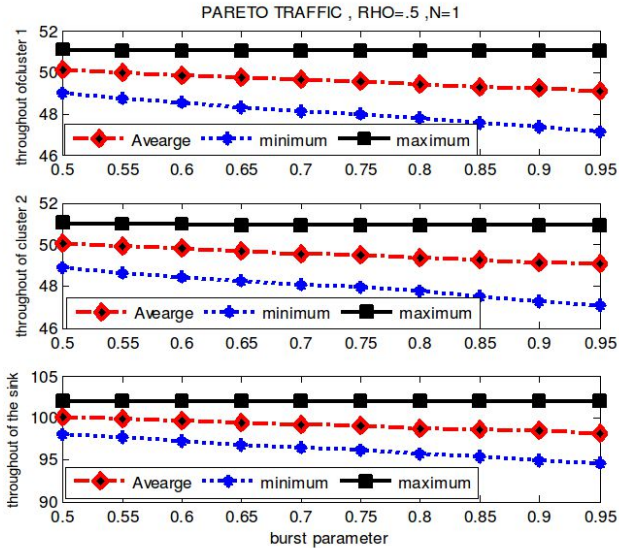 PARETO TRAFFIC , RHO=.5 ,N=1
throughout ofcluster 1
52
50
48
46
Avearge minimum maximum
0.5 0.55 0.6 0.65 0.7 0.75 0.8 0.85 0.9 0.95
throughout of cluster 2
52
50
48
46
Avearge minimum maximum
0.5 0.55 0.6 0.65 0.7 0.75 0.8 0.85 0.9 0.95
throughout of the sink
105
100
95
90
Avearge minimum maximum
0.5 0.55 0.6 0.65 0.7 0.75 0.8 0.85 0.9 0.95
burst parameter